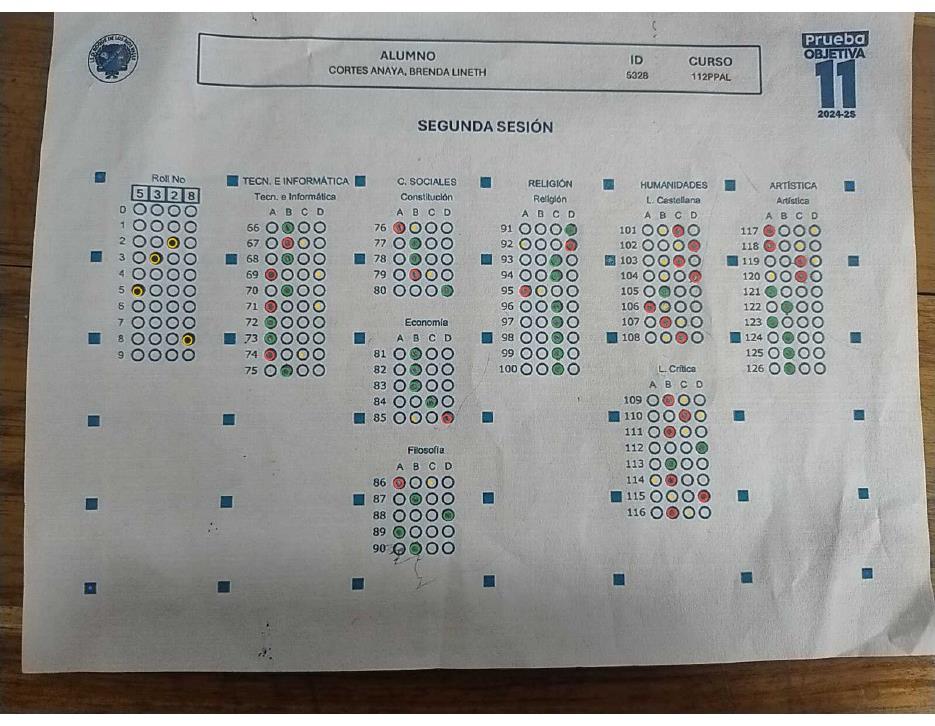 ALUMNO
CORTES ANAYA, BRENDA LINETH
ID
5328
CURSO
112PPAL
Prueba
OBJETIVA
11
2024-25
SEGUNDA SESIÓN
Roll No
5 3 2 8
0
1
2
3
4
5
6
7
8
9
TECN. E INFORMÁTICA
Tecn. e Informática
A B C D
66
67
68
69
70
71
72
73
74
75
C. SOCIALES
Constitución
A B C D
76
77
78
79
80
Economía
A B C D
81
82
83
84
85
Filosofía
A B C D
86
87
88
89
90
RELIGIÓN
Religión
A B C D
91
92
93
94
95
96
97
98
99
100
HUMANIDADES
L. Castellana
A B C D
101
102
103
104
105
106
107
108
L. Crítica
A B C D
109
110
111
112
113
114
115
116
ARTÍSTICA
Artística
A B C D
117
118
119
120
121
122
123
124
125
126